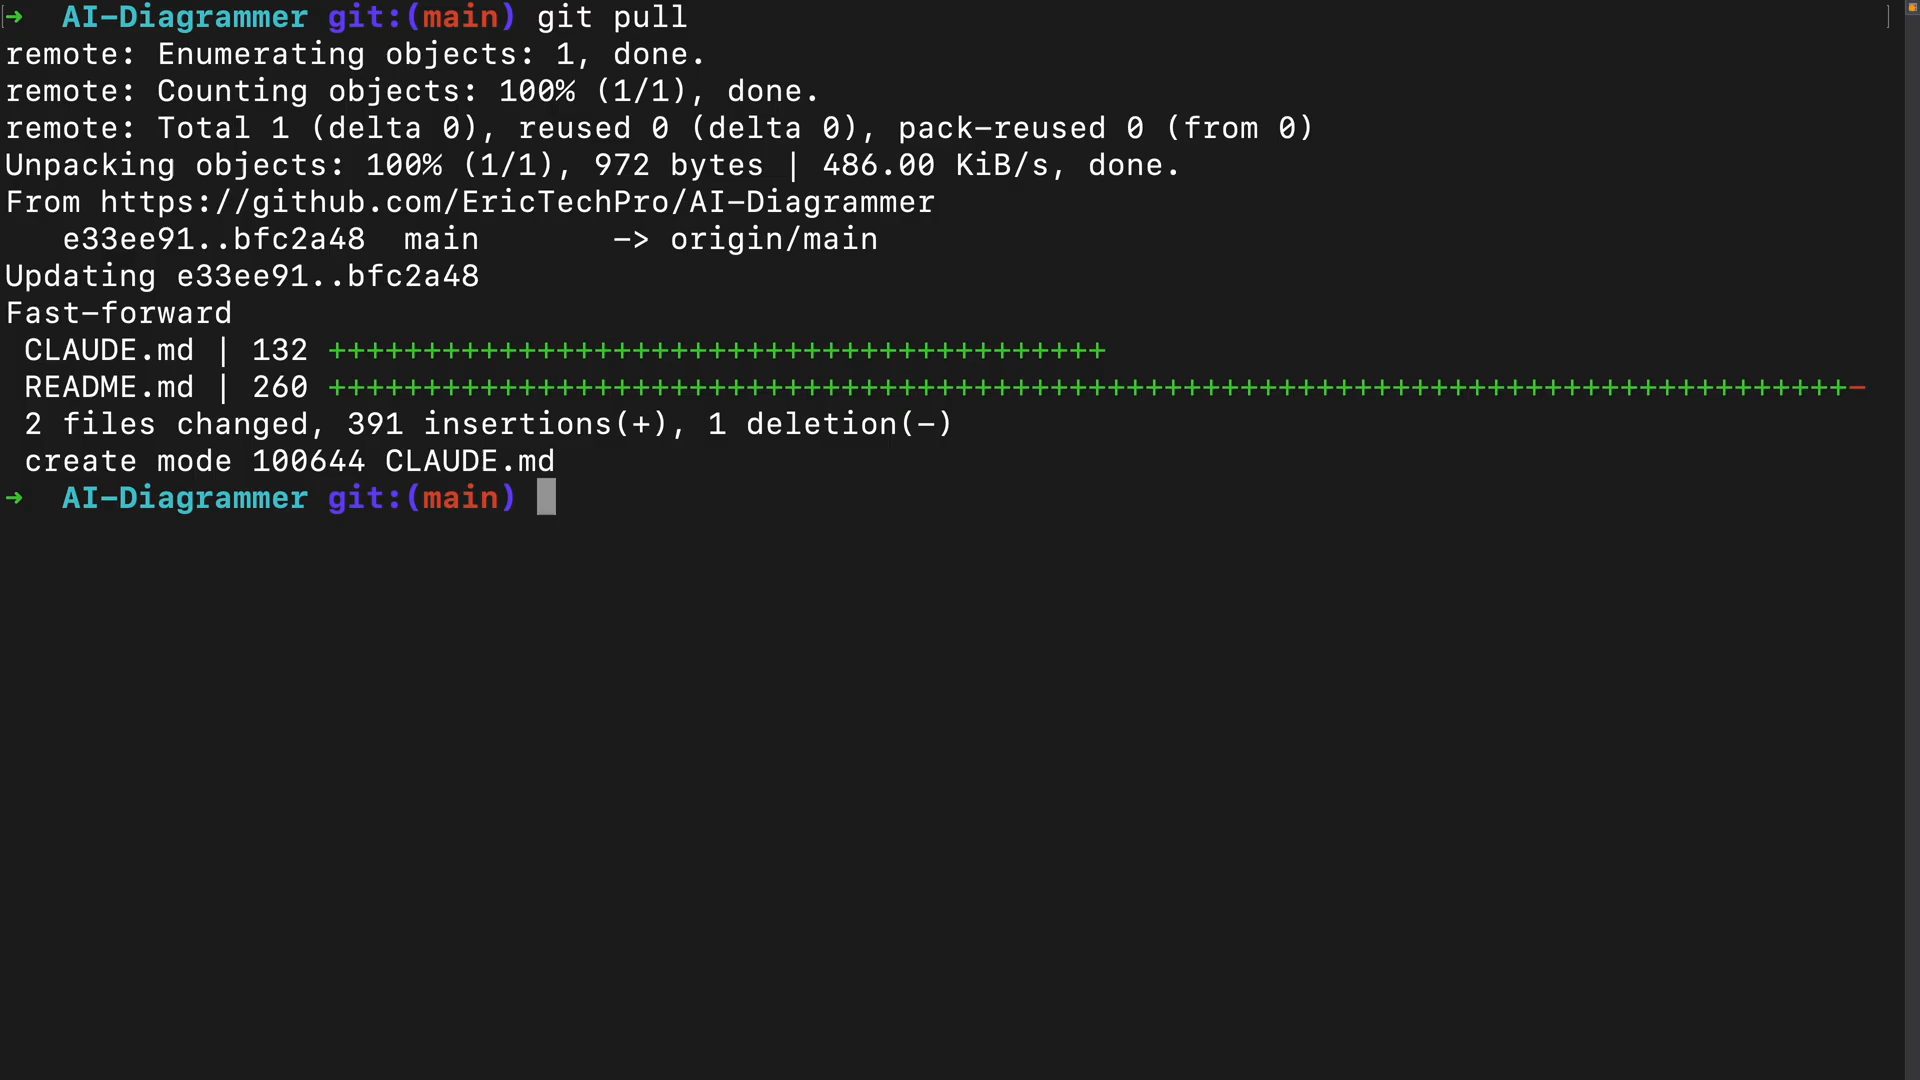 ➜  AI-Diagrammer git:(main) git pull
remote: Enumerating objects: 1, done.
remote: Counting objects: 100% (1/1), done.
remote: Total 1 (delta 0), reused 0 (delta 0), pack-reused 0 (from 0)
Unpacking objects: 100% (1/1), 972 bytes | 486.00 KiB/s, done.
From https://github.com/EricTechPro/AI-Diagrammer
   e33ee91..bfc2a48  main       -> origin/main
Updating e33ee91..bfc2a48
Fast-forward
 CLAUDE.md | 132 +++++++++++++++++++++++++++++++++++++++++
 README.md | 260 ++++++++++++++++++++++++++++++++++++++++++++++++++++++++++++++++++++++++++++++++-
 2 files changed, 391 insertions(+), 1 deletion(-)
 create mode 100644 CLAUDE.md
➜  AI-Diagrammer git:(main)